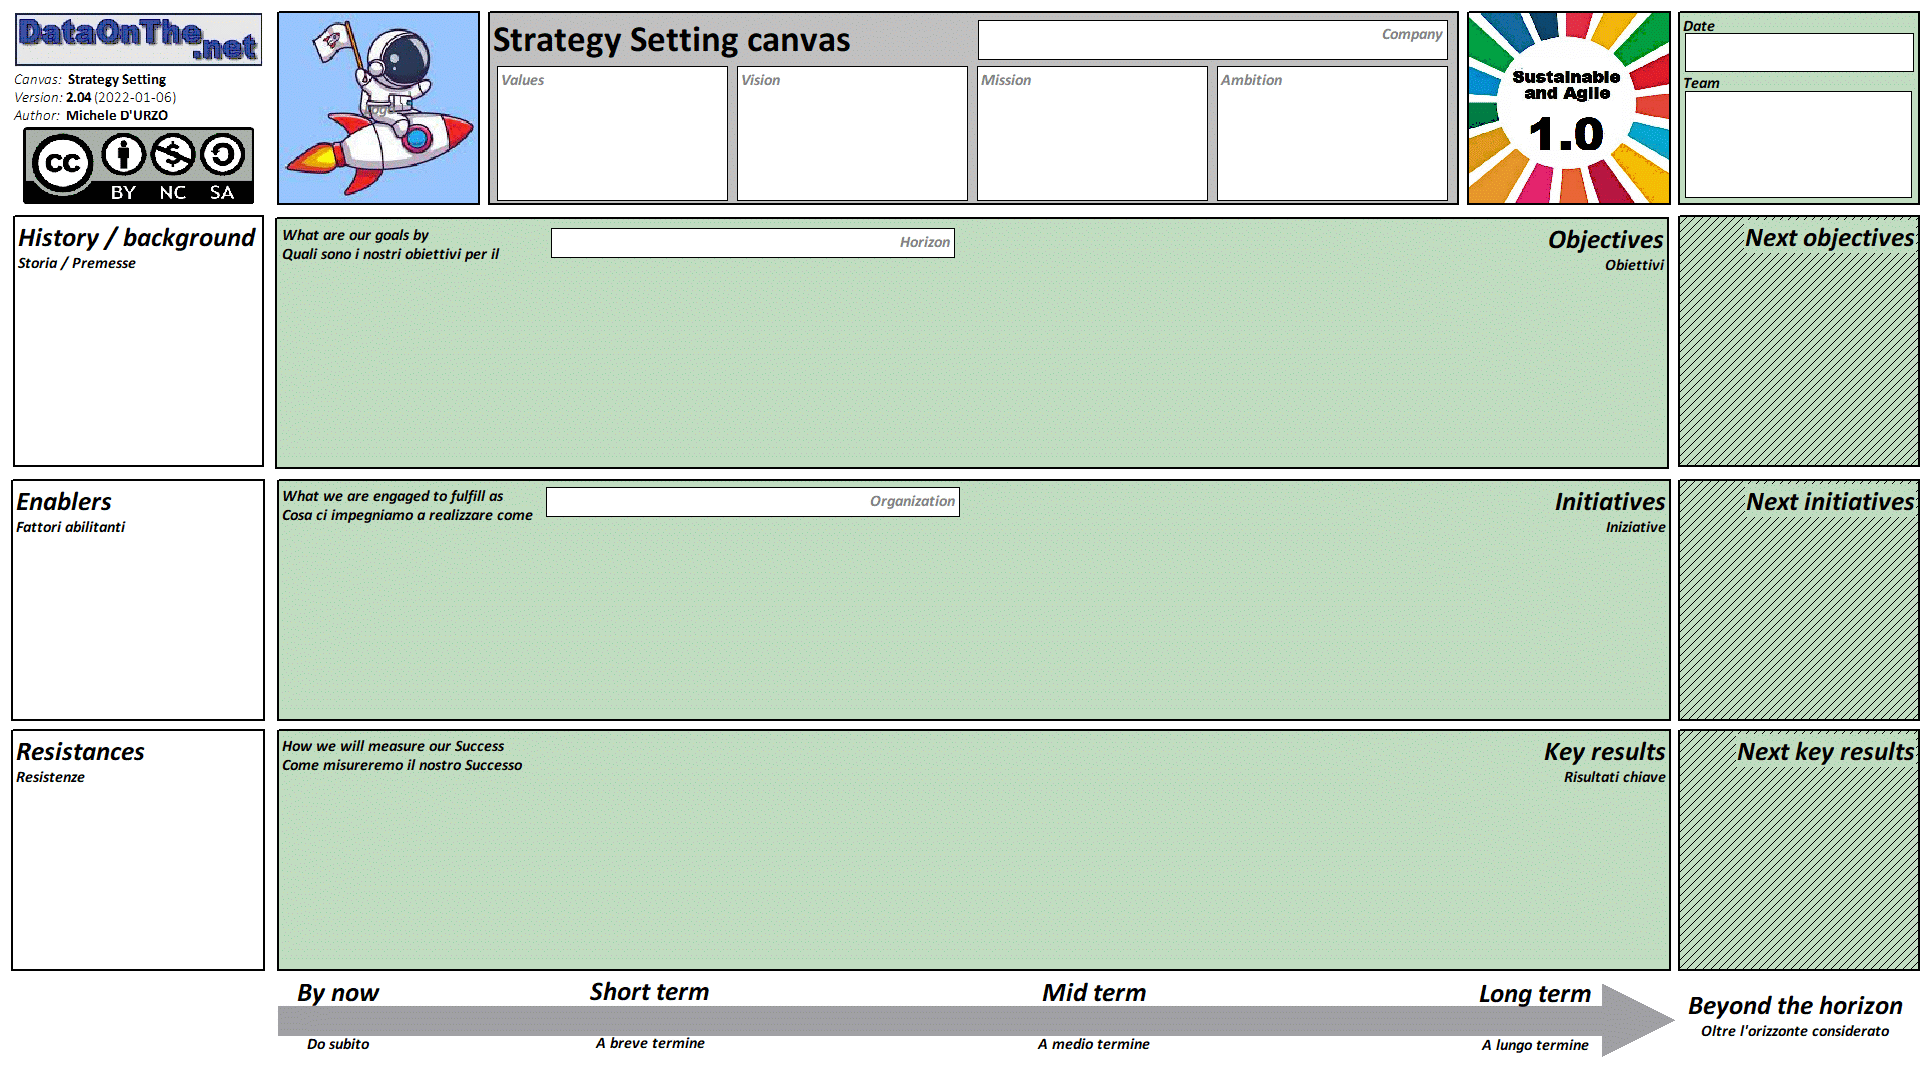 DataOnThe
.net
Canvas: Strategy Setting
Version: 2.04 (2022-01-06)
Author: Michele D'URZO
cc
BY NC SA
Strategy Setting canvas
Company
Values
Vision
Mission
Ambition
Sustainable
and Agile
1.0
Date
Team
History / background
Storia / Premesse
What are our goals by
Quali sono i nostri obiettivi per il
Horizon
Objectives
Obiettivi
Next objectives
Enablers
Fattori abilitanti
What we are engaged to fulfill as
Cosa ci impegniamo a realizzare come
Organization
Initiatives
Iniziative
Next initiatives
Resistances
Resistenze
How we will measure our Success
Come misureremo il nostro Successo
Key results
Risultati chiave
Next key results
By now
Short term
Mid term
Long term
Beyond the horizon
Do subito
A breve termine
A medio termine
A lungo termine
Oltre l'orizzonte considerato